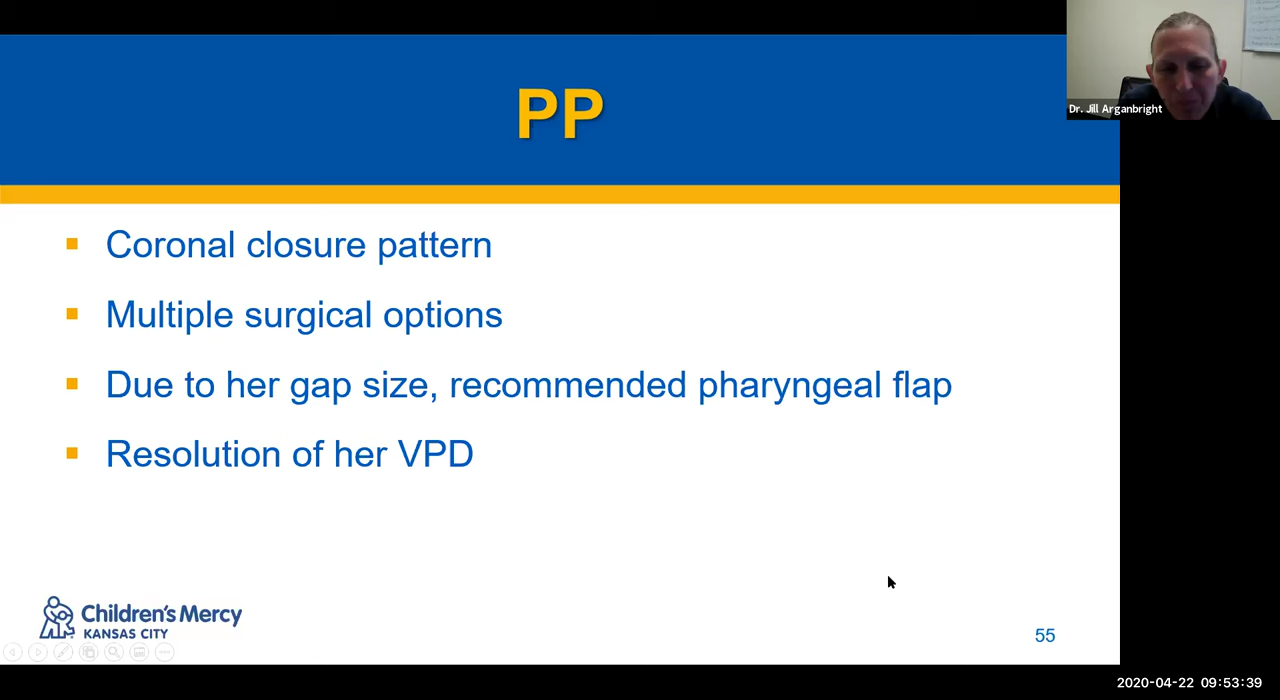 PP
Dr. Jill Arganbright
Coronal closure pattern
Multiple surgical options
Due to her gap size, recommended pharyngeal flap
Resolution of her VPD
Children's Mercy
KANSAS CITY
55
2020-04-22 09:53:39